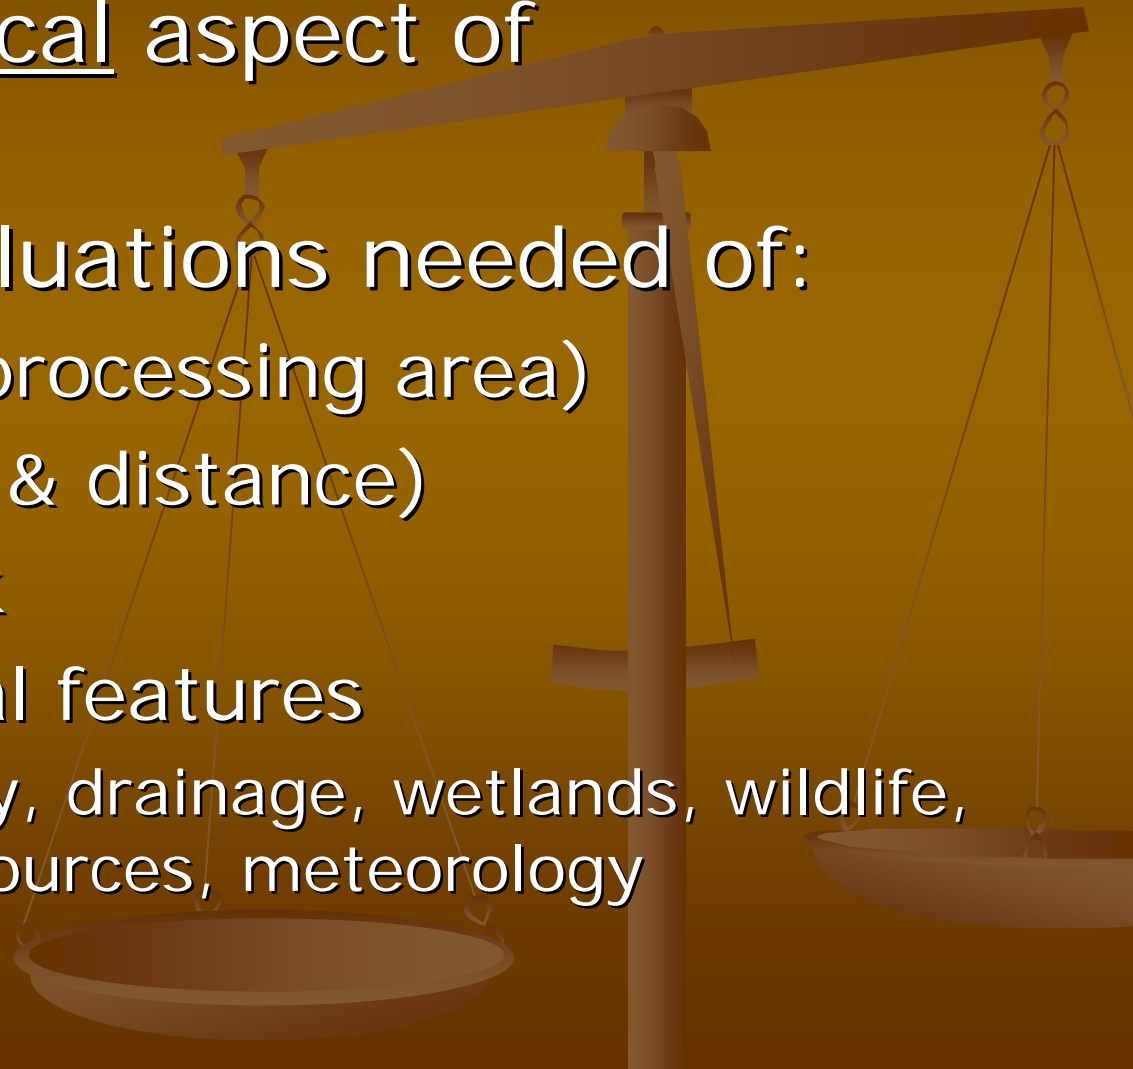 cal aspect of
luations needed of:
processing area)
& distance)
al features
y, drainage, wetlands, wildlife,
ources, meteorology